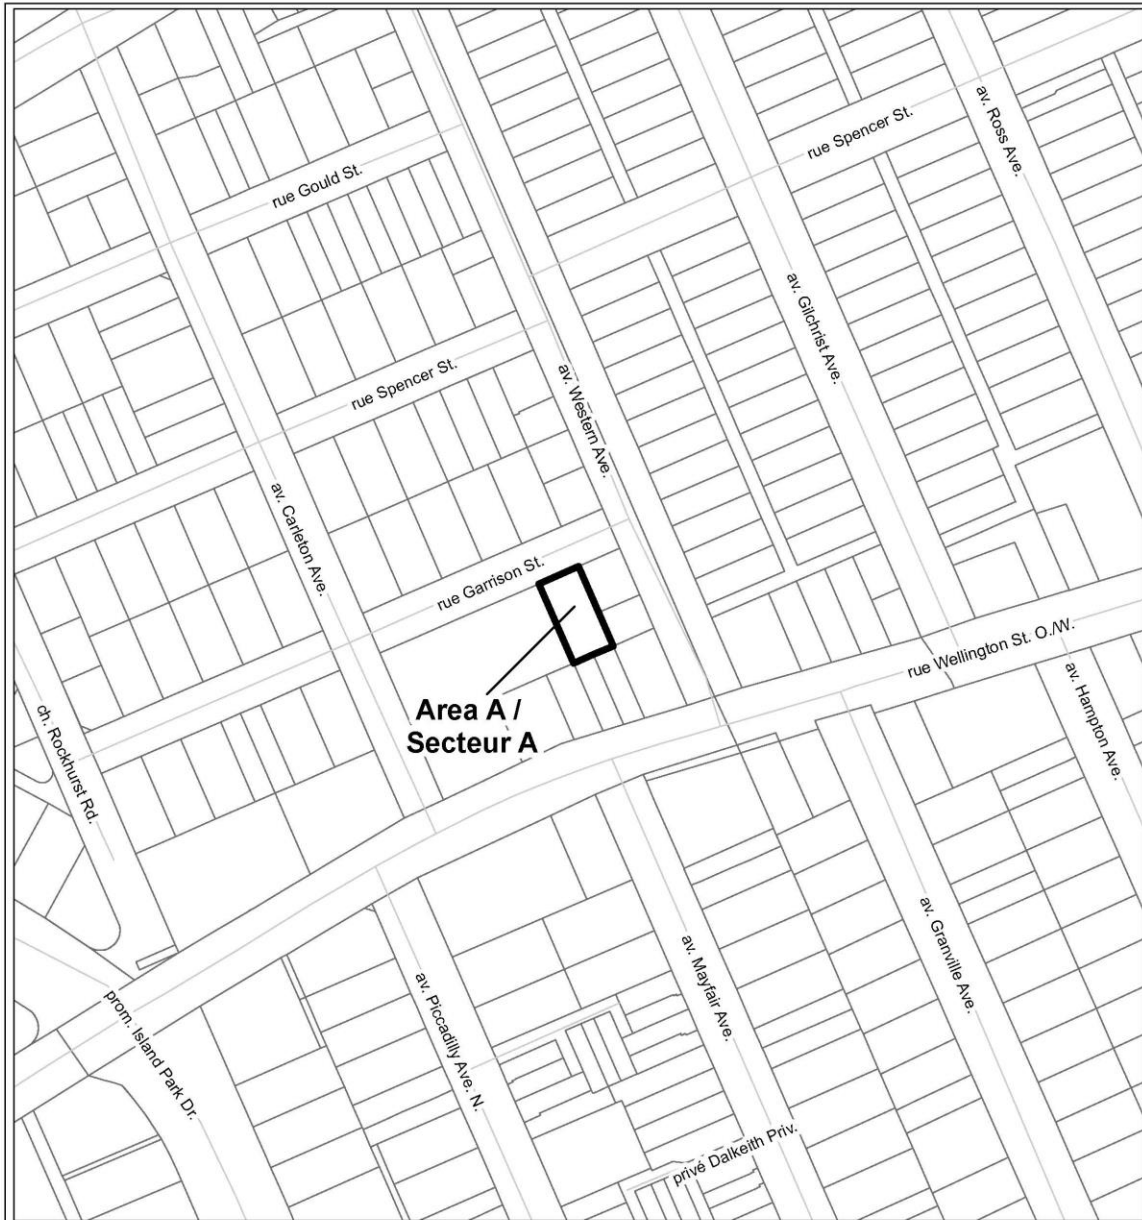 av. Ross Ave.
rue Spencer St.
rue Gould St.
av. Gilchrist Ave.
rue Spencer St.
av. Western Ave.
av. Carleton Ave.
rue Garrison St.
rue Wellington St. O./W.
av. Hampton Ave.
Area A /
Secteur A
ch. Rockhurst Rd.
av. Granville Ave.
av. Mayfair Ave.
av. Piccadilly Ave. N.
prom. Island Park Dr.
privé Dalkeith Priv.